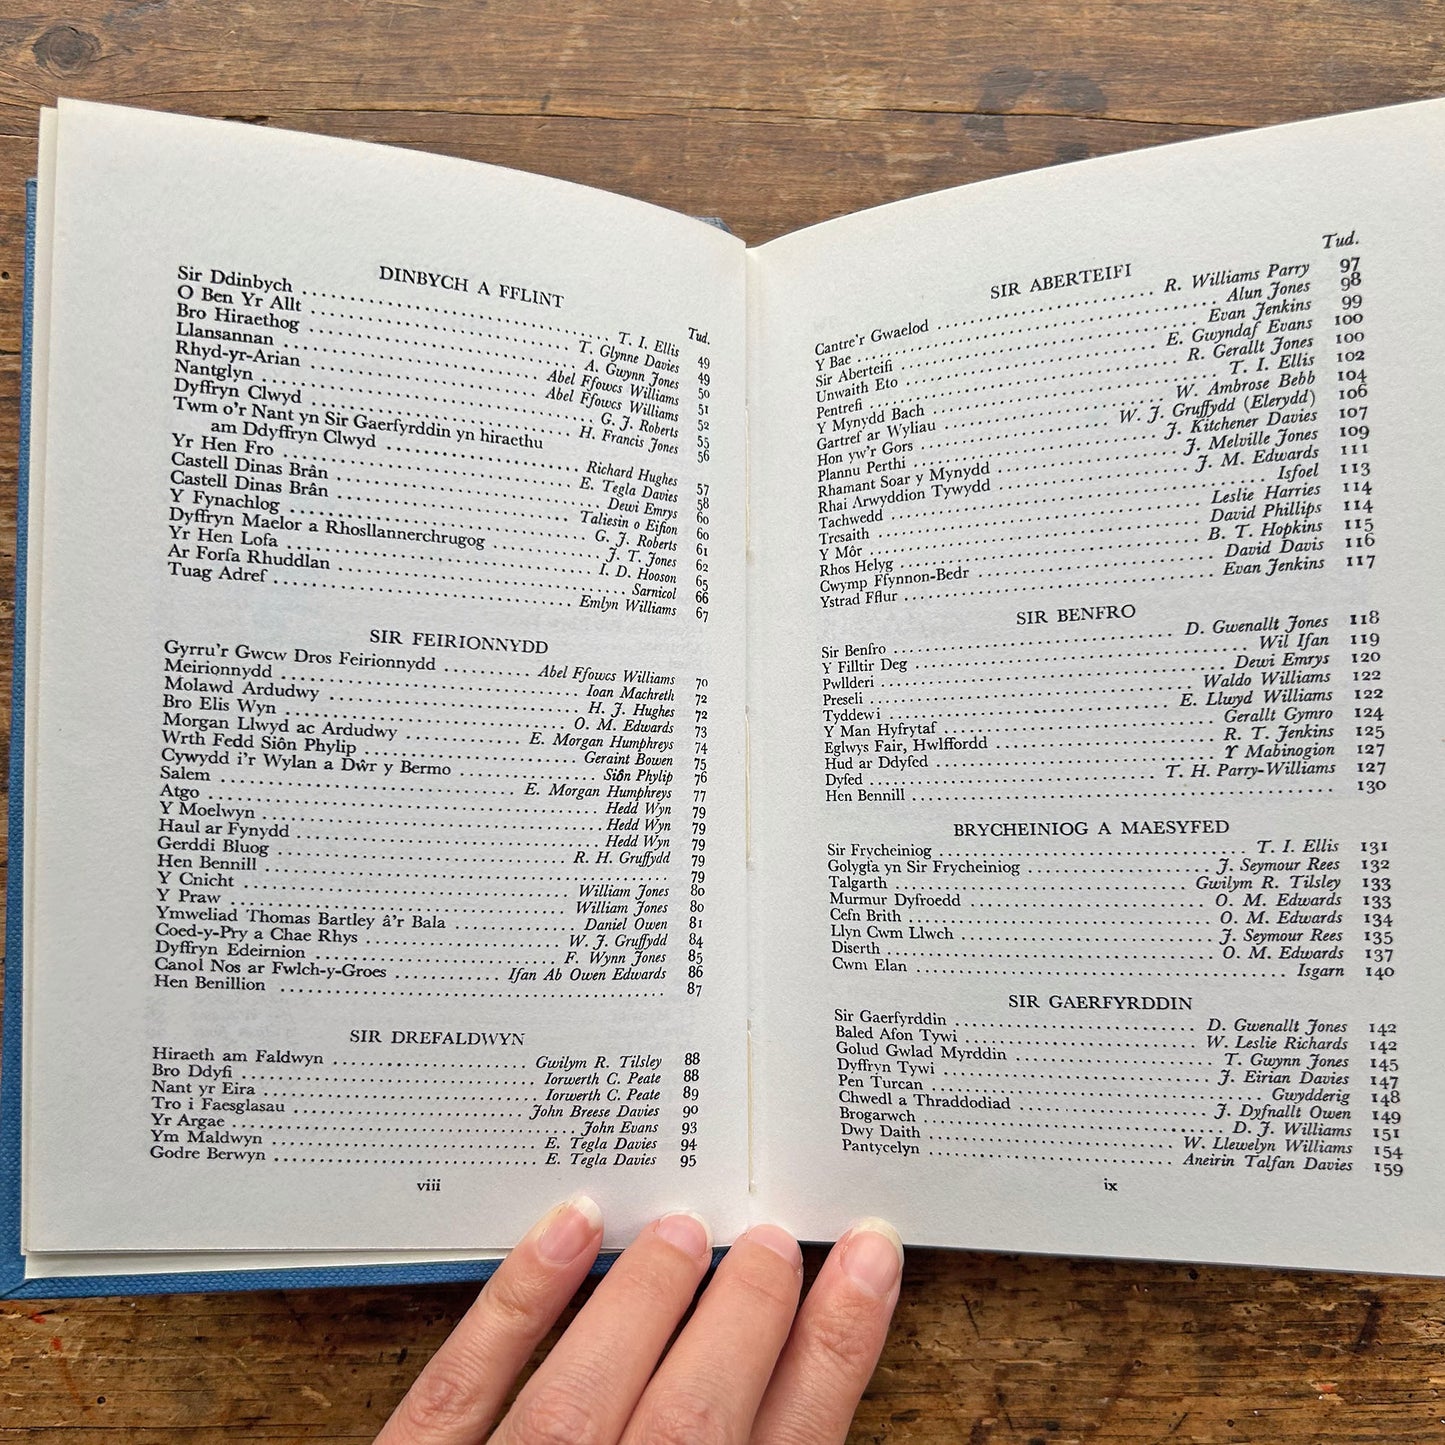 DINBYCH A FFLINT
Tud.
Sir Ddinbych ........ T. I. Ellis 49
O Ben Yr Allt ........ T. Glynne Davies 49
Bro Hiraethog ........ A. Gwynn Jones 50
Llansannan ........ Abel Ffowcs Williams 51
Rhyd-yr-Arian ........ Abel Ffowcs Williams 52
Nantglyn ........ G. J. Roberts 55
Dyffryn Clwyd ........ H. Francis Jones 56
Twm o'r Nant yn Sir Gaerfyrddin yn hiraethu
am Ddyffryn Clwyd ........ Richard Hughes 57
Yr Hen Fro ........ E. Tegla Davies 58
Castell Dinas Brân ........ Dewi Emrys 60
Castell Dinas Brân ........ Taliesin o Eifion 60
Y Fynachlog ........ G. J. Roberts 61
Dyffryn Maelor a Rhosllannerchrugog ........ J. T. Jones 62
Yr Hen Lofa ........ I. D. Hooson 65
Ar Forfa Rhuddlan ........ Sarnicol 66
Tuag Adref ........ Emlyn Williams 67
SIR FEIRIONNYDD
Gyrru'r Gwcw Dros Feirionnydd ........ Abel Ffowcs Williams 70
Meirionnydd ........ Ioan Machreth 72
Molawd Ardudwy ........ H. J. Hughes 72
Bro Elis Wyn ........ O. M. Edwards 73
Morgan Llwyd ac Ardudwy ........ E. Morgan Humphreys 74
Wrth Fedd Siôn Phylip ........ Geraint Bowen 75
Cywydd i'r Wylan a Dŵr y Bermo ........ Siôn Phylip 76
Salem ........ E. Morgan Humphreys 77
Atgo ........ Hedd Wyn 79
Y Moelwyn ........ Hedd Wyn 79
Haul ar Fynydd ........ Hedd Wyn 79
Gerddi Bluog ........ R. H. Gruffydd 79
Hen Bennill ........ 79
Y Cnicht ........ William Jones 80
Y Praw ........ William Jones 80
Ymweliad Thomas Bartley â'r Bala ........ Daniel Owen 81
Coed-y-Pry a Chae Rhys ........ W. J. Gruffydd 84
Dyffryn Edeirnion ........ F. Wynn Jones 85
Canol Nos ar Fwlch-y-Groes ........ Ifan Ab Owen Edwards 86
Hen Benillion ........ 87
SIR DREFALDWYN
Hiraeth am Faldwyn ........ Gwilym R. Tilsley 88
Bro Ddyfi ........ Iorwerth C. Peate 88
Nant yr Eira ........ Iorwerth C. Peate 89
Tro i Faesglasau ........ John Breese Davies 90
Yr Argae ........ John Evans 93
Ym Maldwyn ........ E. Tegla Davies 94
Godre Berwyn ........ E. Tegla Davies 95
viii
Tud.
SIR ABERTEIFI
Cantre'r Gwaelod ........ R. Williams Parry 97
Y Bae ........ Alun Jones 98
Sir Aberteifi ........ Evan Jenkins 99
Unwaith Eto ........ E. Gwyndaf Evans 100
Pentrefi ........ R. Gerallt Jones 100
Y Mynydd Bach ........ T. I. Ellis 102
Gartref ar Wyliau ........ W. Ambrose Bebb 104
Hon yw'r Gors ........ W. J. Gruffydd (Elerydd) 106
Plannu Perthi ........ J. Kitchener Davies 107
Rhamant Soar y Mynydd ........ J. Melville Jones 109
Rhai Arwyddion Tywydd ........ J. M. Edwards 111
Tachwedd ........ Isfoel 113
Tresaith ........ Leslie Harries 114
Y Môr ........ David Phillips 114
Rhos Helyg ........ B. T. Hopkins 115
Cwymp Ffynnon-Bedr ........ David Davis 116
Ystrad Fflur ........ Evan Jenkins 117
SIR BENFRO
Sir Benfro ........ D. Gwenallt Jones 118
Y Filltir Deg ........ Wil Ifan 119
Pwllderi ........ Dewi Emrys 120
Preseli ........ Waldo Williams 122
Tyddewi ........ E. Llwyd Williams 122
Y Man Hyfrytaf ........ Gerallt Gymro 124
Eglwys Fair, Hwlffordd ........ R. T. Jenkins 125
Hud ar Ddyfed ........ Y Mabinogion 127
Dyfed ........ T. H. Parry-Williams 127
Hen Bennill ........ 130
BRYCHEINIOG A MAESYFED
Sir Frycheiniog ........ T. I. Ellis 131
Golygfa yn Sir Frycheiniog ........ J. Seymour Rees 132
Talgarth ........ Gwilym R. Tilsley 133
Murmur Dyfroedd ........ O. M. Edwards 133
Cefn Brith ........ O. M. Edwards 134
Llyn Cwm Llwch ........ J. Seymour Rees 135
Diserth ........ O. M. Edwards 137
Cwm Elan ........ Isgarn 140
SIR GAERFYRDDIN
Sir Gaerfyrddin ........ D. Gwenallt Jones 142
Baled Afon Tywi ........ W. Leslie Richards 142
Golud Gwlad Myrddin ........ T. Gwynn Jones 145
Dyffryn Tywi ........ J. Eirian Davies 147
Pen Turcan ........ Gwydderig 148
Chwedl a Thraddodiad ........ J. Dyfnallt Owen 149
Brogarwch ........ D. J. Williams 151
Dwy Daith ........ W. Llewelyn Williams 154
Pantycelyn ........ Aneirin Talfan Davies 159
ix